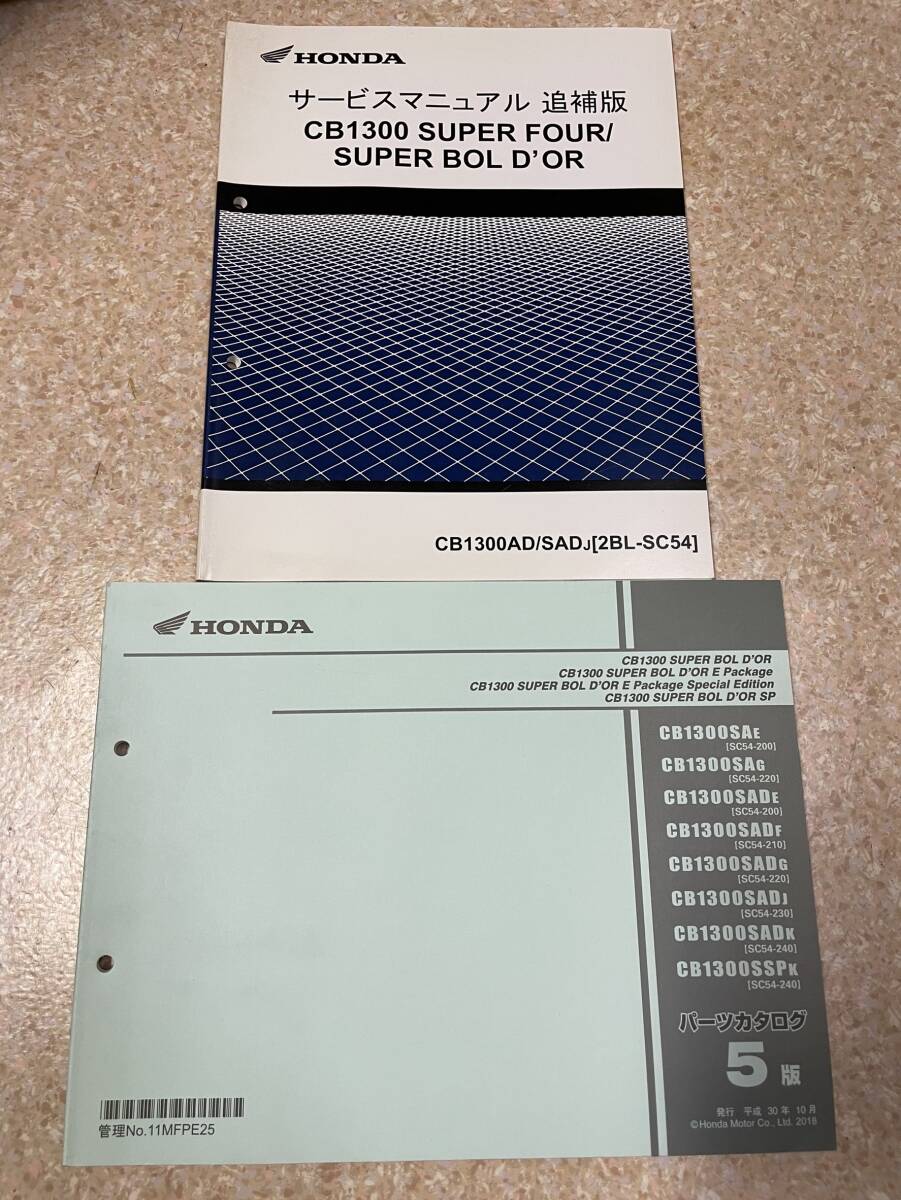 HONDA
サービスマニュアル 追補版
CB1300 SUPER FOUR/
SUPER BOL D'OR
CB1300AD/SADJ[2BL-SC54]
HONDA
CB1300 SUPER BOL D'OR
CB1300 SUPER BOL D'OR E Package
CB1300 SUPER BOL D'OR E Package Special Edition
CB1300 SUPER BOL D'OR SP
CB1300SAE
[SC54-200]
CB1300SAG
[SC54-220]
CB1300SADE
[SC54-200]
CB1300SADF
[SC54-210]
CB1300SADG
[SC54-220]
CB1300SADJ
[SC54-230]
CB1300SADK
[SC54-240]
CB1300SSPK
[SC54-240]
パーツカタログ
5 版
発行 平成 30年 10月
©Honda Motor Co., Ltd. 2018
管理No.11MFPE25